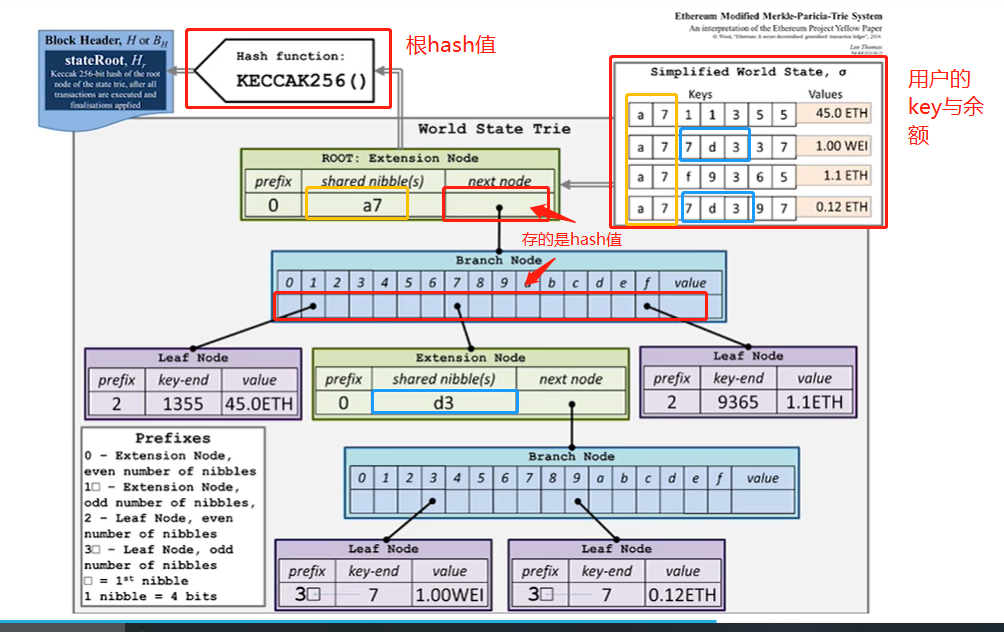 Ethereum Modified Merkle-Paricia-Trie System
An interpretation of the Ethereum Project Yellow Paper
G. Wood, "Ethereum: A secure decentralised generalised transaction ledger", 2014.
Lee Thomas
Block Header, H or B_H
stateRoot, H_r
Keccak 256-bit hash of the root
node of the state trie, after all
transactions are executed and
finalisations applied
Hash function:
KECCAK256()
根hash值
Simplified World State, σ
Keys Values
a 7 1 1 3 5 5 45.0 ETH
a 7 7 d 3 3 7 1.00 WEI
a 7 f 9 3 6 5 1.1 ETH
a 7 7 d 3 9 7 0.12 ETH
用户的
key与余
额
World State Trie
ROOT: Extension Node
prefix shared nibble(s) next node
0 a7
存的是hash值
Branch Node
0 1 2 3 4 5 6 7 8 9 a b c d e f value
Leaf Node
prefix key-end value
2 1355 45.0ETH
Extension Node
prefix shared nibble(s) next node
0 d3
Leaf Node
prefix key-end value
2 9365 1.1ETH
Prefixes
0 - Extension Node,
even number of nibbles
1□ - Extension Node,
odd number of nibbles,
2 - Leaf Node, even
number of nibbles
3□ - Leaf Node, odd
number of nibbles
□ = 1st nibble
1 nibble = 4 bits
Branch Node
0 1 2 3 4 5 6 7 8 9 a b c d e f value
Leaf Node
prefix key-end value
3□ 7 1.00WEI
Leaf Node
prefix key-end value
3□ 7 0.12ETH